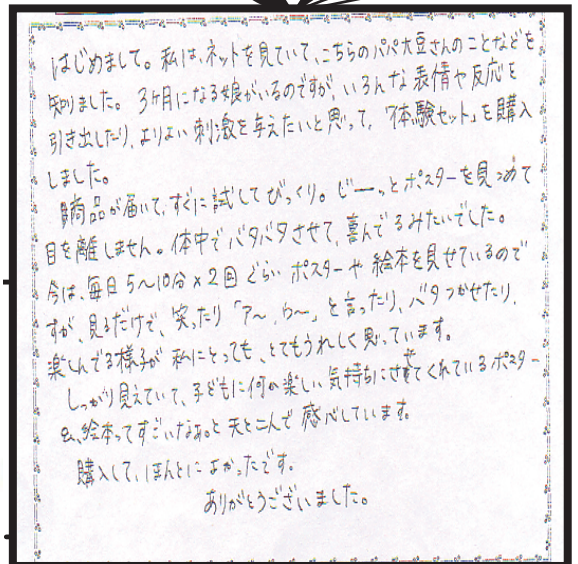 はじめまして。私は、ネットを見ていて、こちらのパパ大豆さんのことなどを
知りました。3ヶ月になる娘がいるのですが、いろんな表情や反応を
引き出したり、よりよい刺激を与えたいと思って、「体験セット」を購入
しました。
商品が届いて、すぐに試してびっくり。じーーっとポスターを見つめて
目を離しません。体中でバタバタさせて、喜んでるみたいでした。
今は、毎日5〜10分×2回ぐらい ポスターや絵本を見せているので
すが、見るだけで、笑ったり「アー、ウー」と言ったり、バタつかせたり、
楽しんでる様子が 私にとっても、とてもうれしく思っています。
しっかり見えていて、子どもに何か楽しい気持ちにさせてくれているポスター
&絵本ってすごいなぁ。と夫と二人で 感心しています。
購入して、ほんとによかったです。
ありがとうございました。